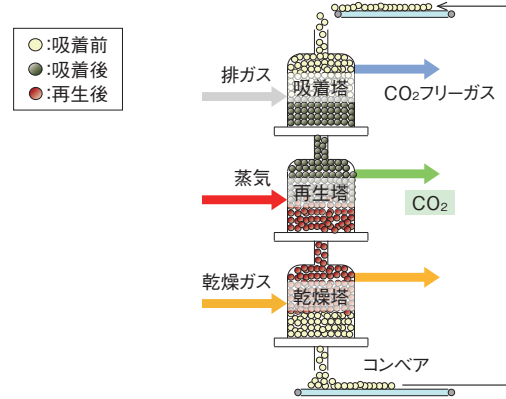 ○:吸着前
●:吸着後
●:再生後
排ガス
吸着塔
CO₂フリーガス
蒸気
再生塔
CO₂
乾燥ガス
乾燥塔
コンベア